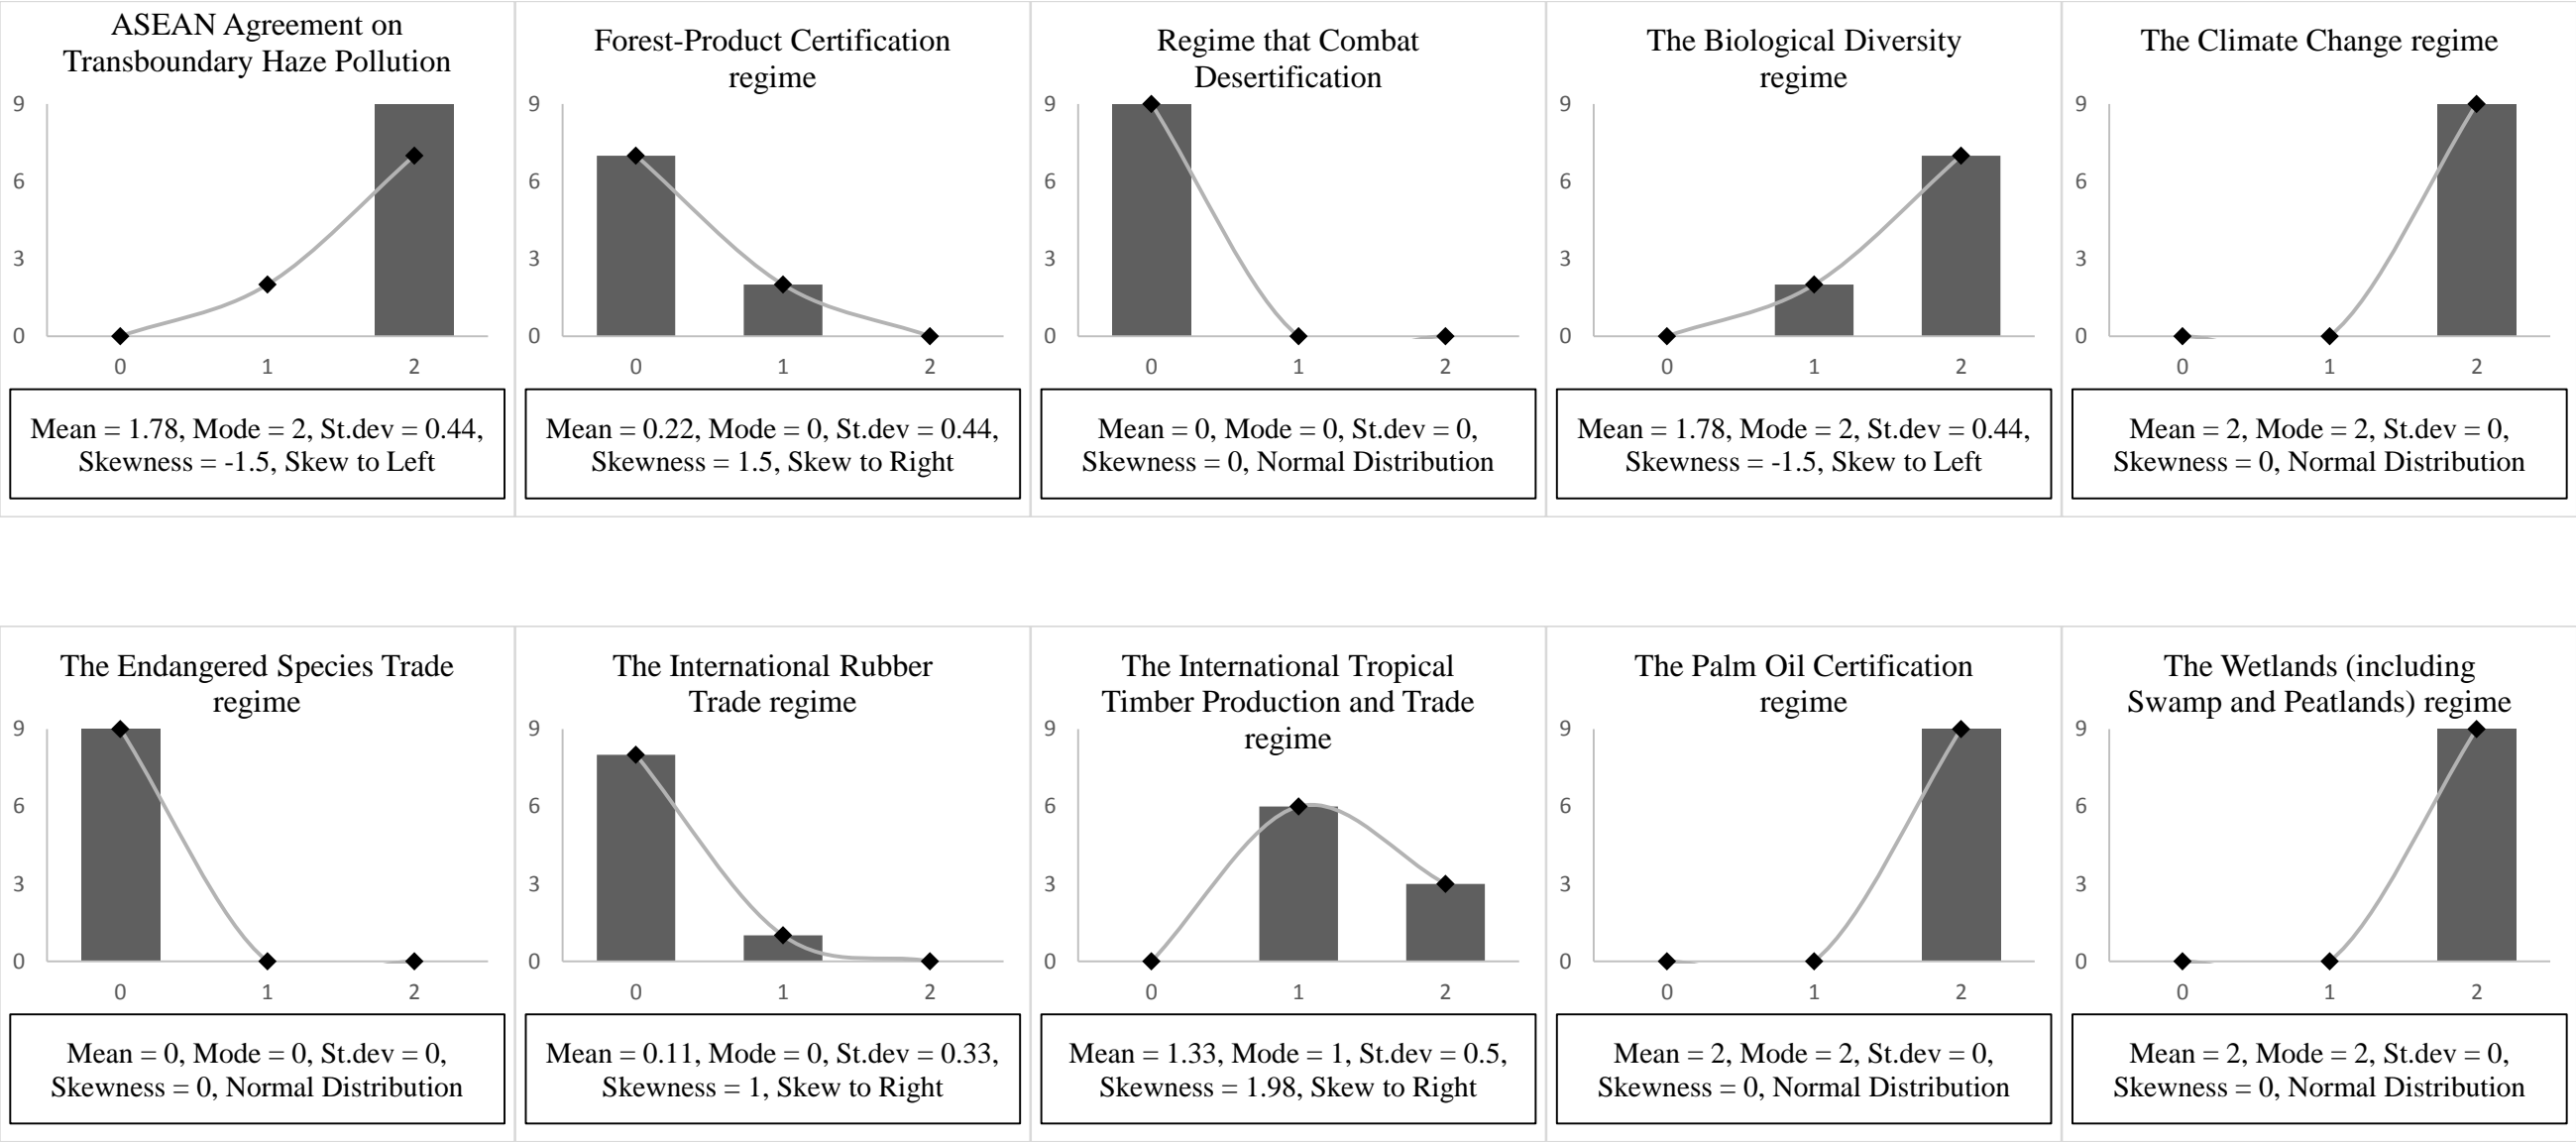 ASEAN Agreement on
Transboundary Haze Pollution
9
6
3
0
0 1 2
Mean = 1.78, Mode = 2, St.dev = 0.44,
Skewness = -1.5, Skew to Left
Forest-Product Certification
regime
9
6
3
0
0 1 2
Mean = 0.22, Mode = 0, St.dev = 0.44,
Skewness = 1.5, Skew to Right
Regime that Combat
Desertification
9
6
3
0
0 1 2
Mean = 0, Mode = 0, St.dev = 0,
Skewness = 0, Normal Distribution
The Biological Diversity
regime
9
6
3
0
0 1 2
Mean = 1.78, Mode = 2, St.dev = 0.44,
Skewness = -1.5, Skew to Left
The Climate Change regime
9
6
3
0
0 1 2
Mean = 2, Mode = 2, St.dev = 0,
Skewness = 0, Normal Distribution
The Endangered Species Trade
regime
9
6
3
0
0 1 2
Mean = 0, Mode = 0, St.dev = 0,
Skewness = 0, Normal Distribution
The International Rubber
Trade regime
9
6
3
0
0 1 2
Mean = 0.11, Mode = 0, St.dev = 0.33,
Skewness = 1, Skew to Right
The International Tropical
Timber Production and Trade
regime
9
6
3
0
0 1 2
Mean = 1.33, Mode = 1, St.dev = 0.5,
Skewness = 1.98, Skew to Right
The Palm Oil Certification
regime
9
6
3
0
0 1 2
Mean = 2, Mode = 2, St.dev = 0,
Skewness = 0, Normal Distribution
The Wetlands (including
Swamp and Peatlands) regime
9
6
3
0
0 1 2
Mean = 2, Mode = 2, St.dev = 0,
Skewness = 0, Normal Distribution